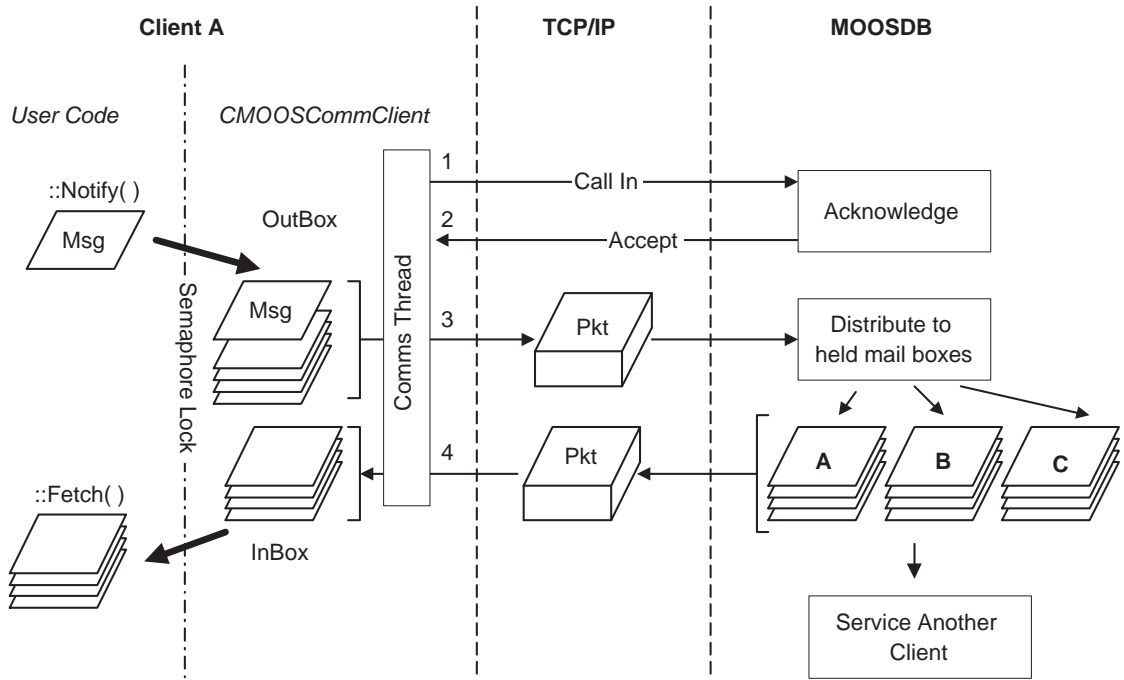 Client A
TCP/IP
MOOSDB
User Code
CMOOSCommClient
::Notify( )
Msg
OutBox
Msg
Semaphore Lock
Comms Thread
1
Call In
Acknowledge
2
Accept
3
Pkt
Distribute to
held mail boxes
A
B
C
4
Pkt
::Fetch( )
InBox
Service Another
Client